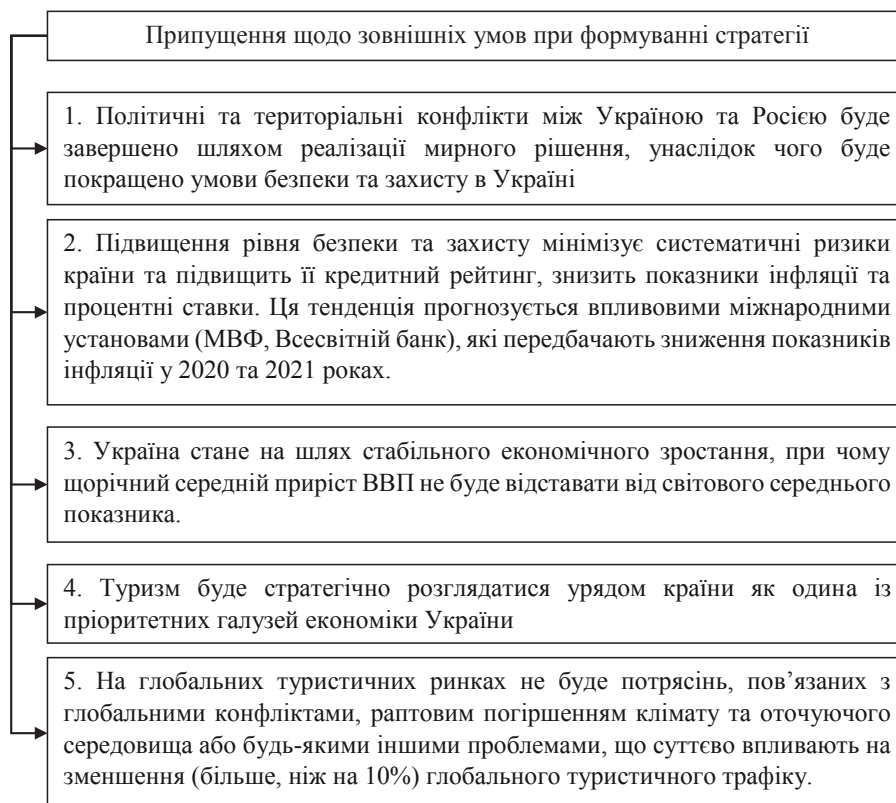 Припущення щодо зовнішніх умов при формуванні стратегії
1. Політичні та територіальні конфлікти між Україною та Росією буде
завершено шляхом реалізації мирного рішення, унаслідок чого буде
покращено умови безпеки та захисту в Україні
2. Підвищення рівня безпеки та захисту мінімізує систематичні ризики
країни та підвищить її кредитний рейтинг, знизить показники інфляції та
процентні ставки. Ця тенденція прогнозується впливовими міжнародними
установами (МВФ, Всесвітній банк), які передбачають зниження показників
інфляції у 2020 та 2021 роках.
3. Україна стане на шлях стабільного економічного зростання, при чому
щорічний середній приріст ВВП не буде відставати від світового середнього
показника.
4. Туризм буде стратегічно розглядатися урядом країни як одина із
пріоритетних галузей економіки України
5. На глобальних туристичних ринках не буде потрясінь, пов’язаних з
глобальними конфліктами, раптовим погіршенням клімату та оточуючого
середовища або будь-якими іншими проблемами, що суттєво впливають на
зменшення (більше, ніж на 10%) глобального туристичного трафіку.